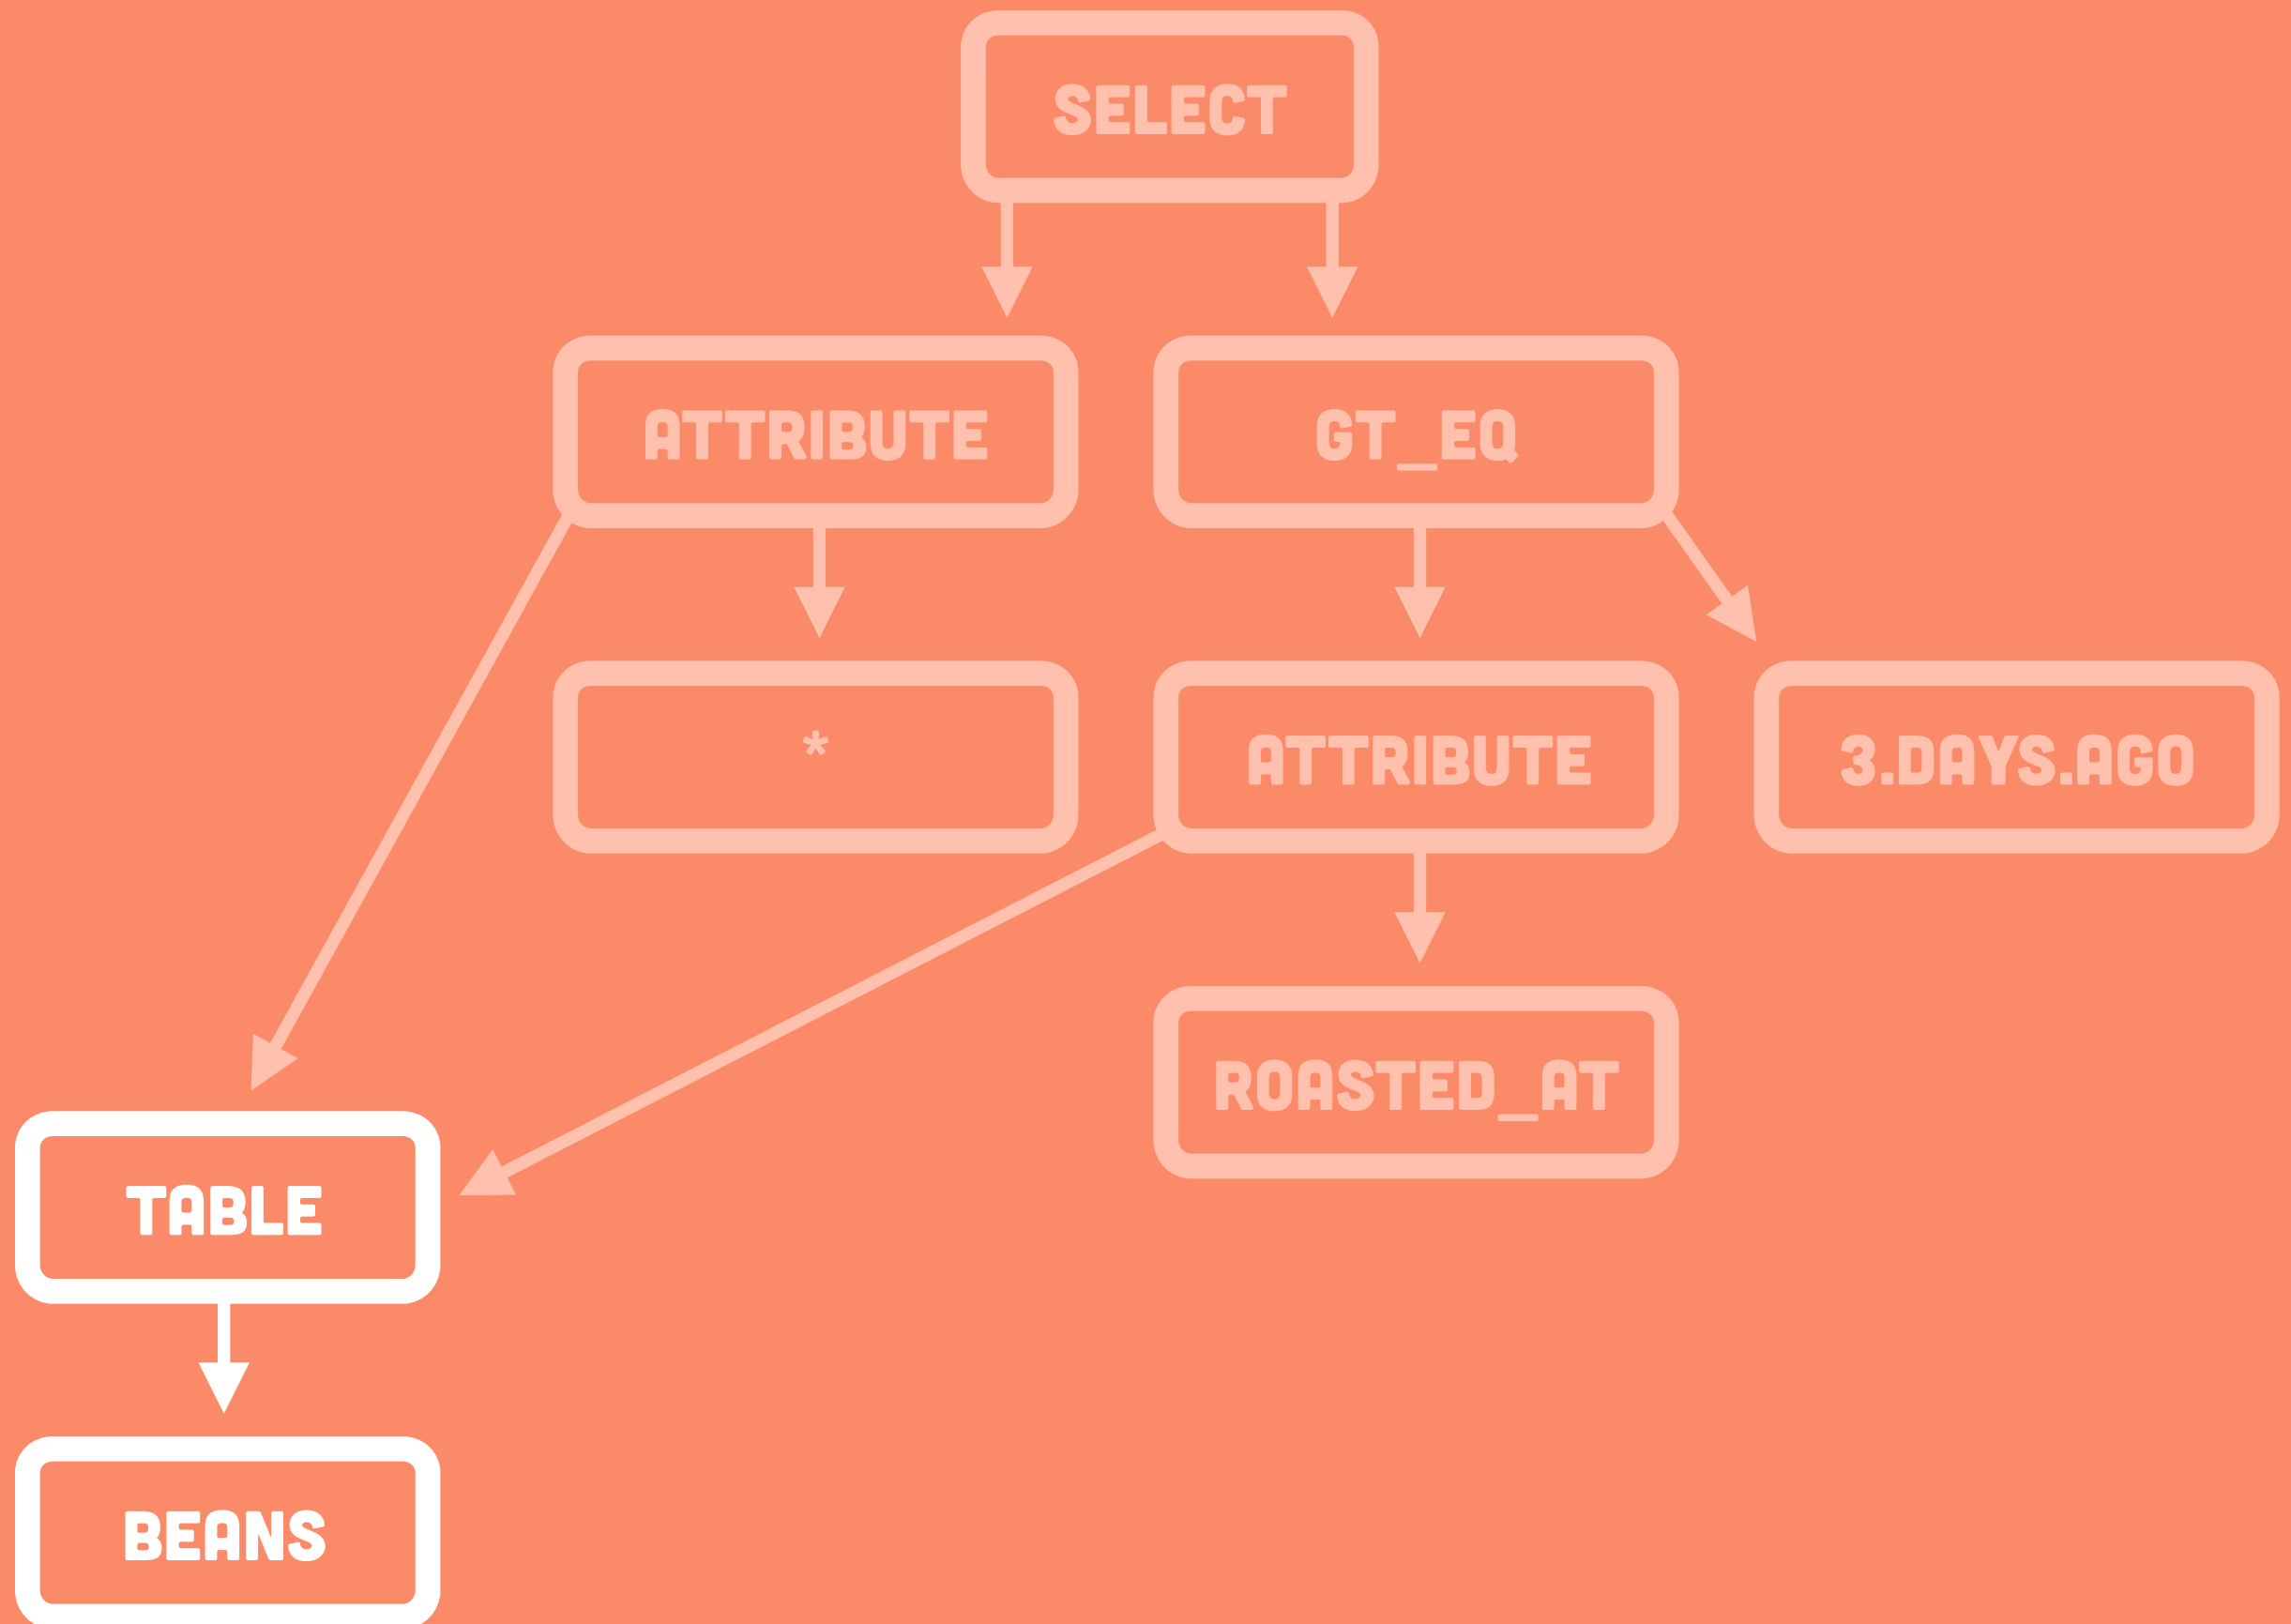 SELECT
ATTRIBUTE
GT_EQ
*
ATTRIBUTE
3.DAYS.AGO
ROASTED_AT
TABLE
BEANS